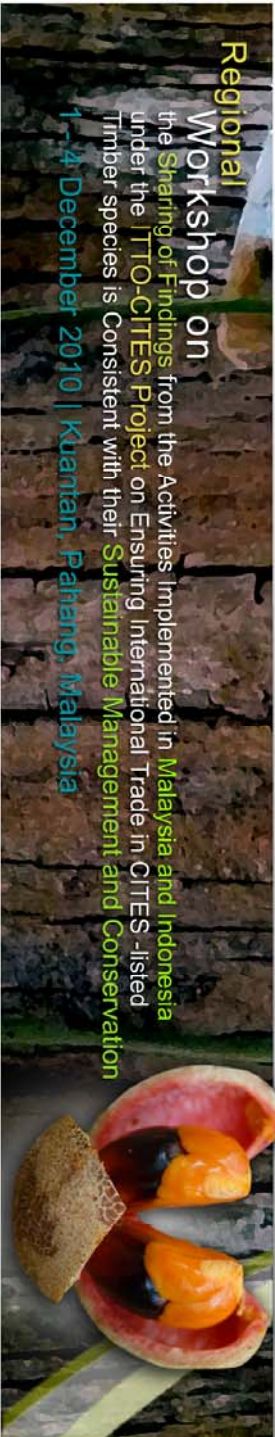 Regional
Workshop on
the Sharing of Findings from the Activities Implemented in Malaysia and Indonesia
under the ITTO-CITES Project on Ensuring International Trade in CITES -listed
Timber species is Consistent with their Sustainable Management and Conservation
1 - 4 December 2010 | Kuantan, Pahang, Malaysia